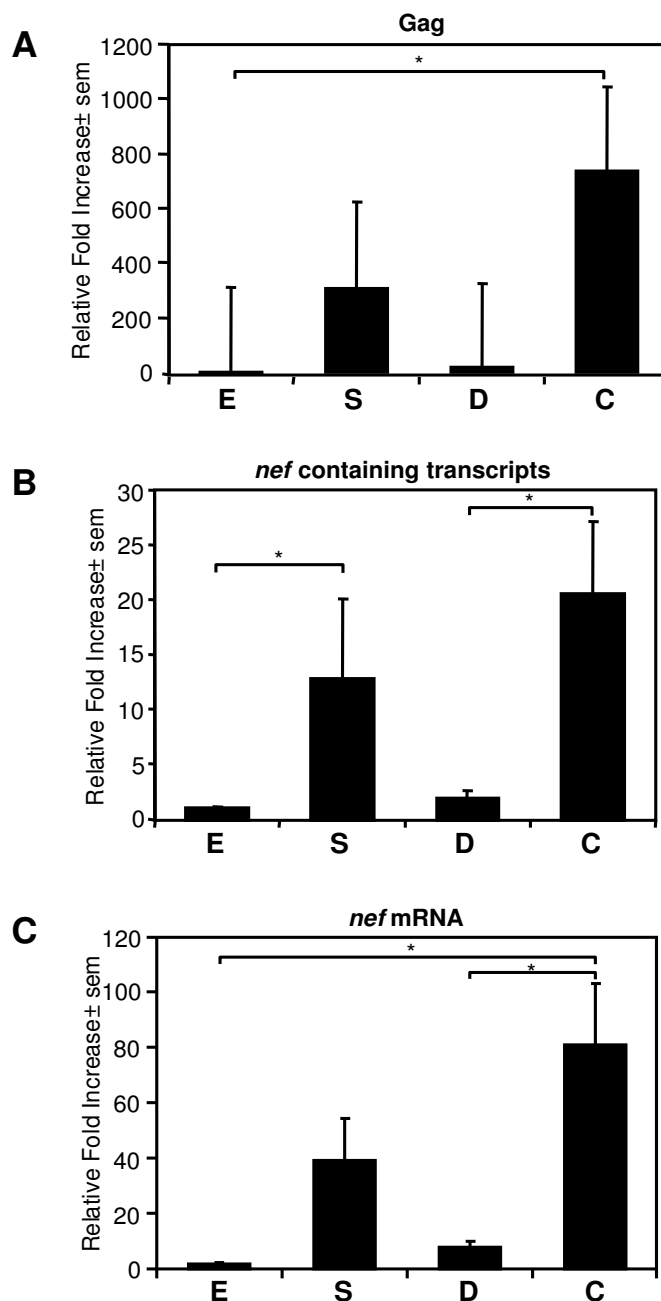 A
Gag
Relative Fold Increase± sem
1200
1000
800
600
400
200
0
*
E S D C
B
nef containing transcripts
Relative Fold Increase± sem
30
25
20
15
10
5
0
*
*
E S D C
C
nef mRNA
Relative Fold Increase± sem
120
100
80
60
40
20
0
*
*
E S D C